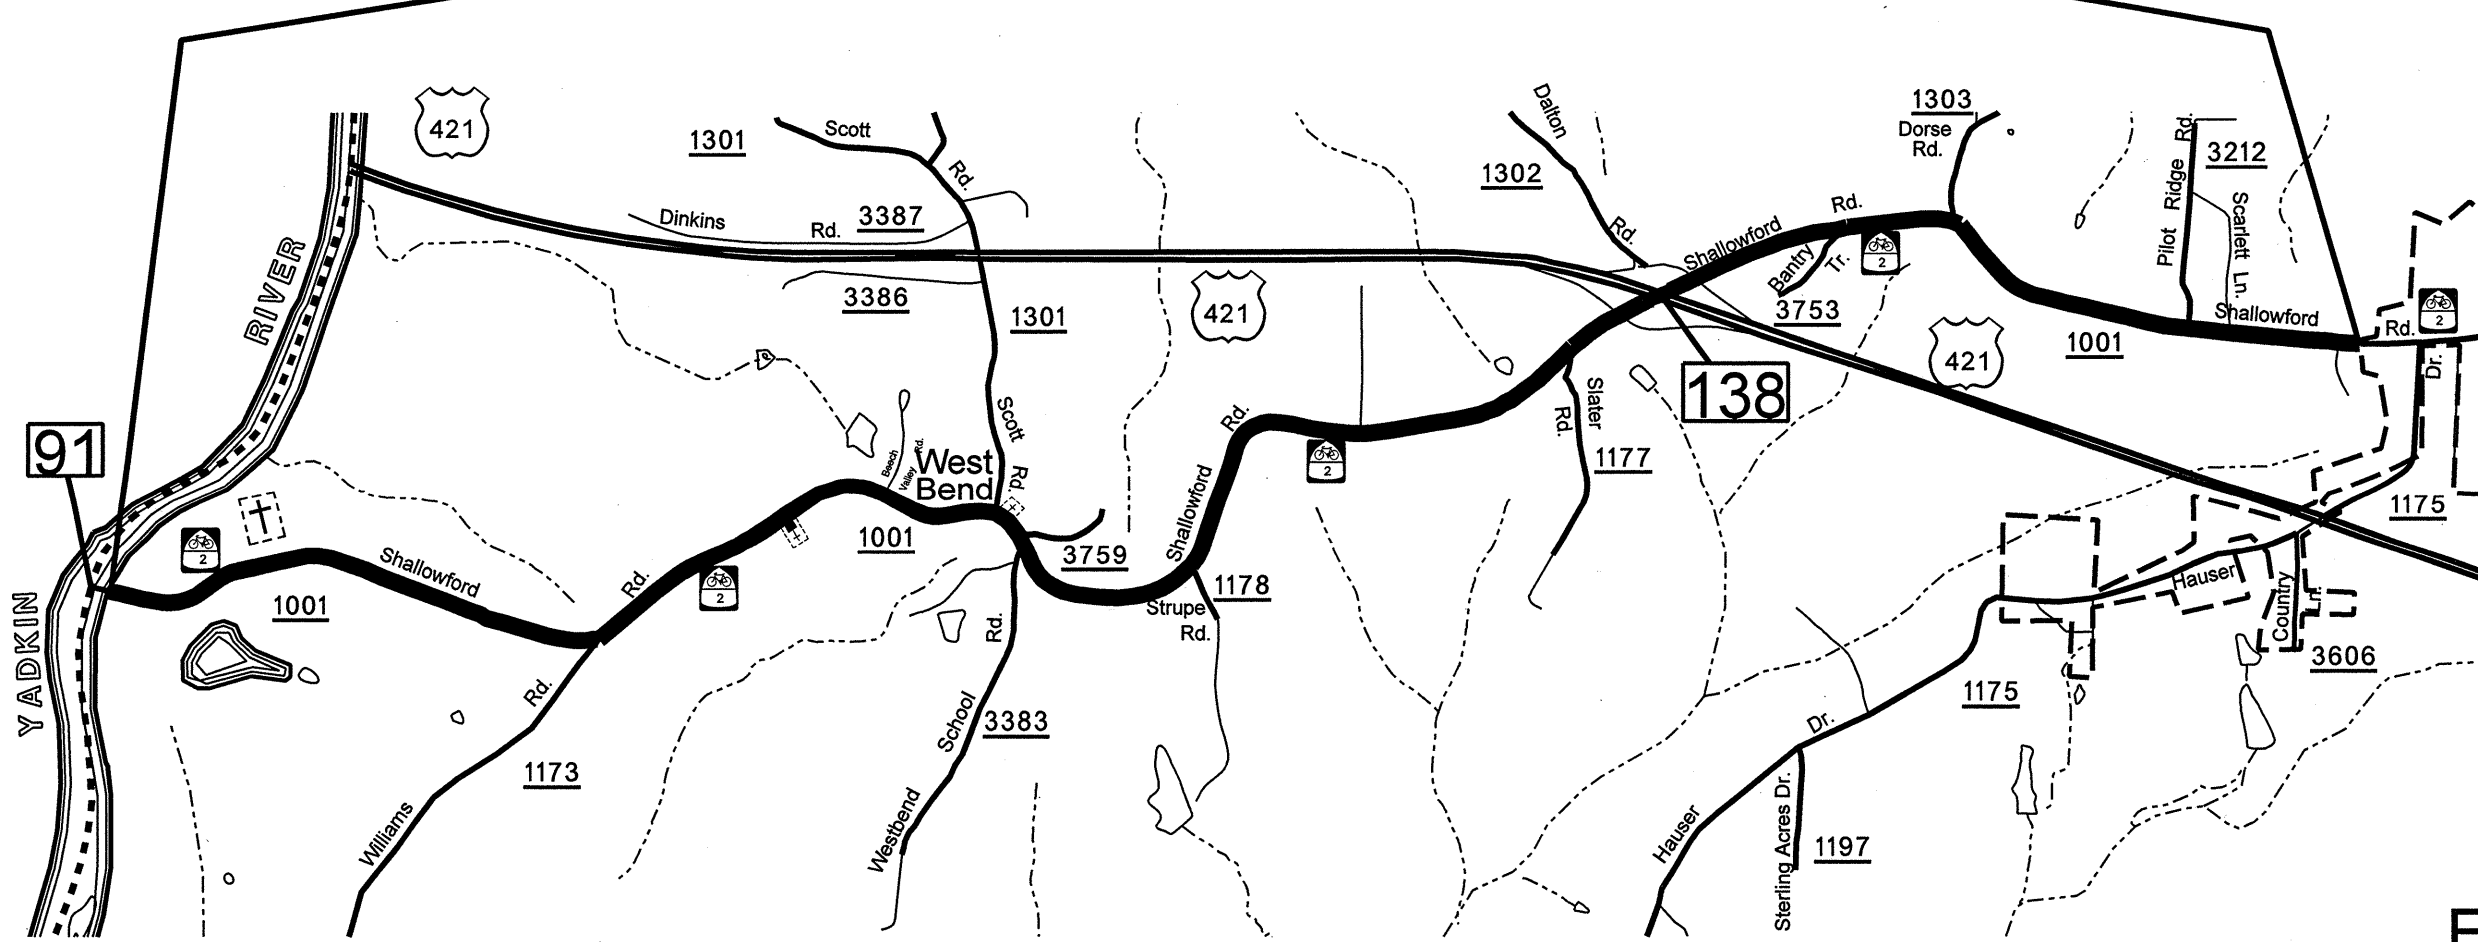 421
1301
Scott
Rd.
Dalton
1302
Rd.
1303
Dorse
Rd.
Pilot Ridge Rd.
3212
Scarlett Ln.
Dinkins
Rd.
3387
3386
1301
421
Shallowford
Rd.
Bantry
Tr.
2
3753
421
1001
Shallowford
Rd.
2
Dr.
RIVER
91
138
Scott
Rd.
Beech
Valley Rd.
West
Bend
Rd.
2
Slater
Rd.
1177
1175
2
Shallowford
1001
Rd.
2
1001
3759
Shallowford
1178
Strupe
Rd.
Hauser
Country
Ln.
3606
YADKIN
Rd.
1173
Williams
Rd.
School
3383
Westbend
1175
Dr.
Hauser
Sterling Acres Dr.
1197